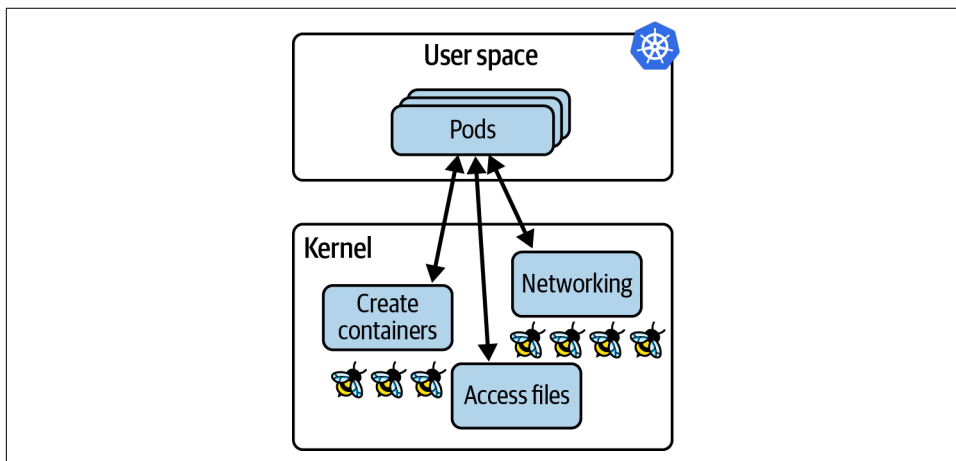 User space
Pods
Kernel
Networking
Create
containers
Access files